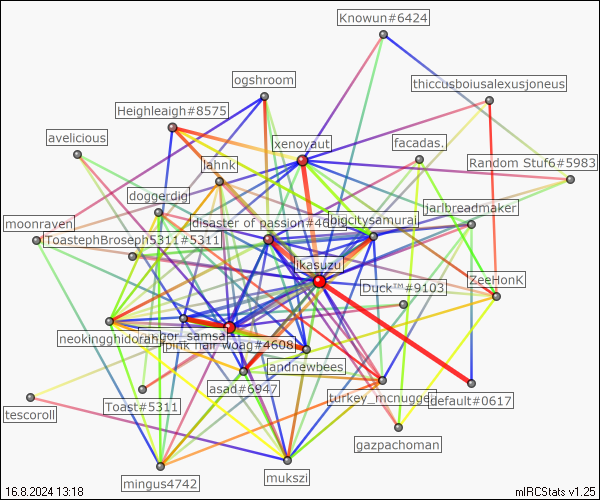 Knowun#6424
ogshroom
thiccusboiusalexusjoneus
Heighleaigh#8575
avelicious
xenoyaut
facadas.
lahnk
Random Stuf6#5983
doggerdig
jarlbreadmaker
moonraven
disaster of passion#46
bigcitysamurai
ToastephBroseph5311#5311
ikasuzu
ZeeHonK
Duck™#9103
neokingghidorah
gor_samsa
pink hair woag#4608
andnewbees
asad#6947
turkey_mcnugge
default#0617
tescoroll
Toast#5311
gazpachoman
mingus4742
mukszi
16.8.2024 13:18
mIRCStats v1.25